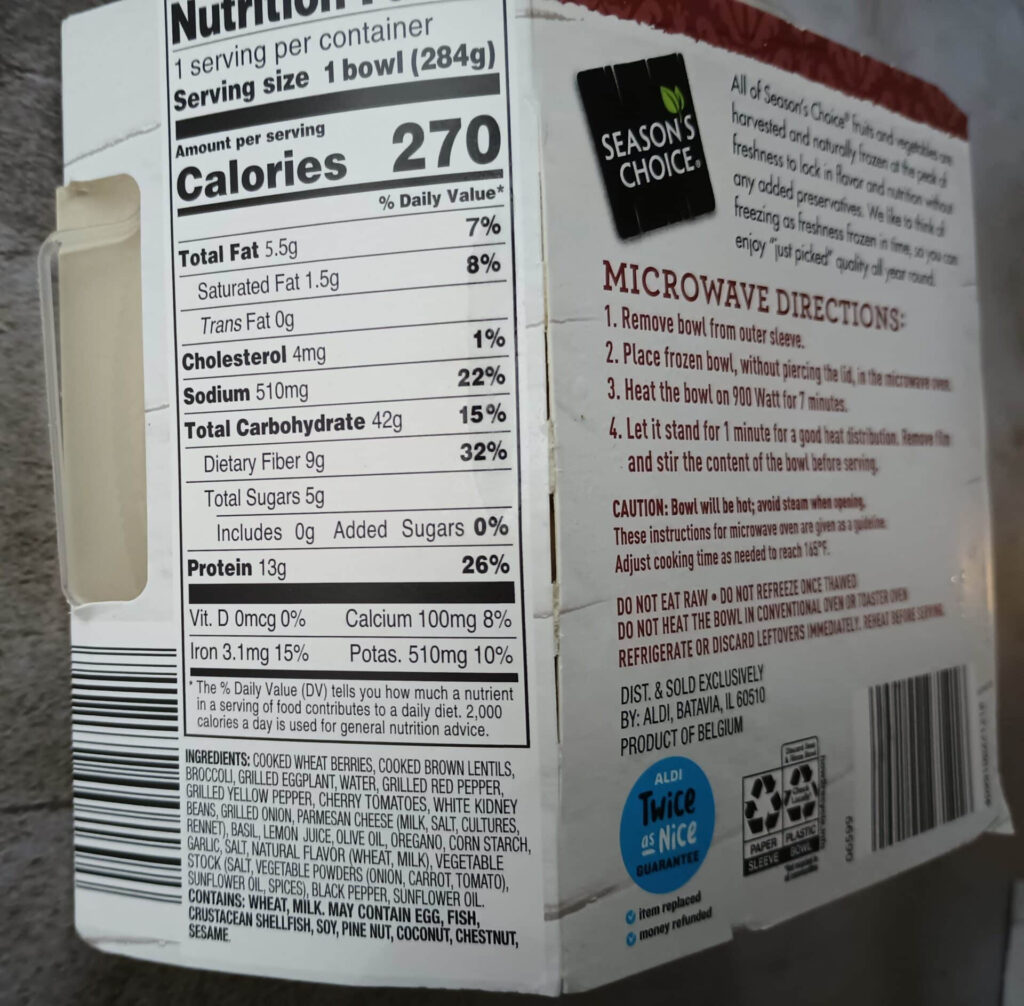 Nutrition
1 serving per container
Serving size 1 bowl (284g)
Amount per serving
Calories 270
% Daily Value*
Total Fat 5.5g 7%
Saturated Fat 1.5g 8%
Trans Fat 0g
Cholesterol 4mg 1%
Sodium 510mg 22%
Total Carbohydrate 42g 15%
Dietary Fiber 9g 32%
Total Sugars 5g
Includes 0g Added Sugars 0%
Protein 13g 26%
Vit. D 0mcg 0% Calcium 100mg 8%
Iron 3.1mg 15% Potas. 510mg 10%
* The % Daily Value (DV) tells you how much a nutrient
in a serving of food contributes to a daily diet. 2,000
calories a day is used for general nutrition advice.
INGREDIENTS: COOKED WHEAT BERRIES, COOKED BROWN LENTILS,
BROCCOLI, GRILLED EGGPLANT, WATER, GRILLED RED PEPPER,
GRILLED YELLOW PEPPER, CHERRY TOMATOES, WHITE KIDNEY
BEANS, GRILLED ONION, PARMESAN CHEESE (MILK, SALT, CULTURES,
RENNET), BASIL, LEMON JUICE, OLIVE OIL, OREGANO, CORN STARCH,
GARLIC, SALT, NATURAL FLAVOR (WHEAT, MILK), VEGETABLE
STOCK (SALT, VEGETABLE POWDERS (ONION, CARROT, TOMATO),
SUNFLOWER OIL, SPICES), BLACK PEPPER, SUNFLOWER OIL.
CONTAINS: WHEAT, MILK. MAY CONTAIN EGG, FISH,
CRUSTACEAN SHELLFISH, SOY, PINE NUT, COCONUT, CHESTNUT,
SESAME.
SEASON'S
CHOICE®
All of Season's Choice® fruits and vegetables are
harvested and naturally frozen at the peak of
freshness to lock in flavor and nutrition without
any added preservatives. We like to think of
freezing as freshness frozen in time, so you can
enjoy "just picked" quality all year round.
MICROWAVE DIRECTIONS:
1. Remove bowl from outer sleeve.
2. Place frozen bowl, without piercing the lid, in the microwave oven.
3. Heat the bowl on 900 Watt for 7 minutes.
4. Let it stand for 1 minute for a good heat distribution. Remove film
and stir the content of the bowl before serving.
CAUTION: Bowl will be hot; avoid steam when opening.
These instructions for microwave oven are given as a guideline.
Adjust cooking time as needed to reach 165°F.
DO NOT EAT RAW • DO NOT REFREEZE ONCE THAWED
DO NOT HEAT THE BOWL IN CONVENTIONAL OVEN OR TOASTER OVEN
REFRIGERATE OR DISCARD LEFTOVERS IMMEDIATELY. REHEAT BEFORE SERVING.
DIST. & SOLD EXCLUSIVELY
BY: ALDI, BATAVIA, IL 60510
PRODUCT OF BELGIUM
ALDI
Twice
as Nice
GUARANTEE
item replaced
money refunded
PAPER PLASTIC
SLEEVE BOWL
06599